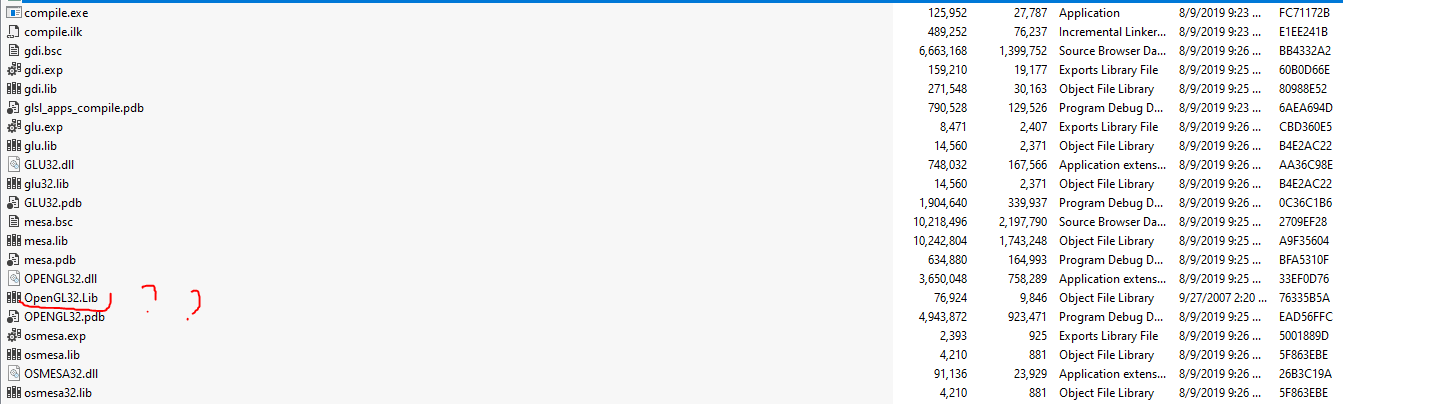 compile.exe 125,952 27,787 Application 8/9/2019 9:23 ... FC71172B
compile.ilk 489,252 76,237 Incremental Linker... 8/9/2019 9:23 ... E1EE241B
gdi.bsc 6,663,168 1,399,752 Source Browser Da... 8/9/2019 9:26 ... BB4332A2
gdi.exp 159,210 19,177 Exports Library File 8/9/2019 9:25 ... 60B0D66E
gdi.lib 271,548 30,163 Object File Library 8/9/2019 9:25 ... 80988E52
glsl_apps_compile.pdb 790,528 129,526 Program Debug D... 8/9/2019 9:23 ... 6AEA694D
glu.exp 8,471 2,407 Exports Library File 8/9/2019 9:26 ... CBD360E5
glu.lib 14,560 2,371 Object File Library 8/9/2019 9:26 ... B4E2AC22
GLU32.dll 748,032 167,566 Application extens... 8/9/2019 9:26 ... AA36C98E
glu32.lib 14,560 2,371 Object File Library 8/9/2019 9:26 ... B4E2AC22
GLU32.pdb 1,904,640 339,937 Program Debug D... 8/9/2019 9:26 ... 0C36C1B6
mesa.bsc 10,218,496 2,197,790 Source Browser Da... 8/9/2019 9:25 ... 2709EF28
mesa.lib 10,242,804 1,743,248 Object File Library 8/9/2019 9:25 ... A9F35604
mesa.pdb 634,880 164,993 Program Debug D... 8/9/2019 9:25 ... BFA5310F
OPENGL32.dll 3,650,048 758,289 Application extens... 8/9/2019 9:25 ... 33EF0D76
OpenGL32.Lib ? ? 76,924 9,846 Object File Library 9/27/2007 2:20 ... 76335B5A
OPENGL32.pdb 4,943,872 923,471 Program Debug D... 8/9/2019 9:25 ... EAD56FFC
osmesa.exp 2,393 925 Exports Library File 8/9/2019 9:26 ... 5001889D
osmesa.lib 4,210 881 Object File Library 8/9/2019 9:26 ... 5F863EBE
OSMESA32.dll 91,136 23,929 Application extens... 8/9/2019 9:26 ... 26B3C19A
osmesa32.lib 4,210 881 Object File Library 8/9/2019 9:26 ... 5F863EBE